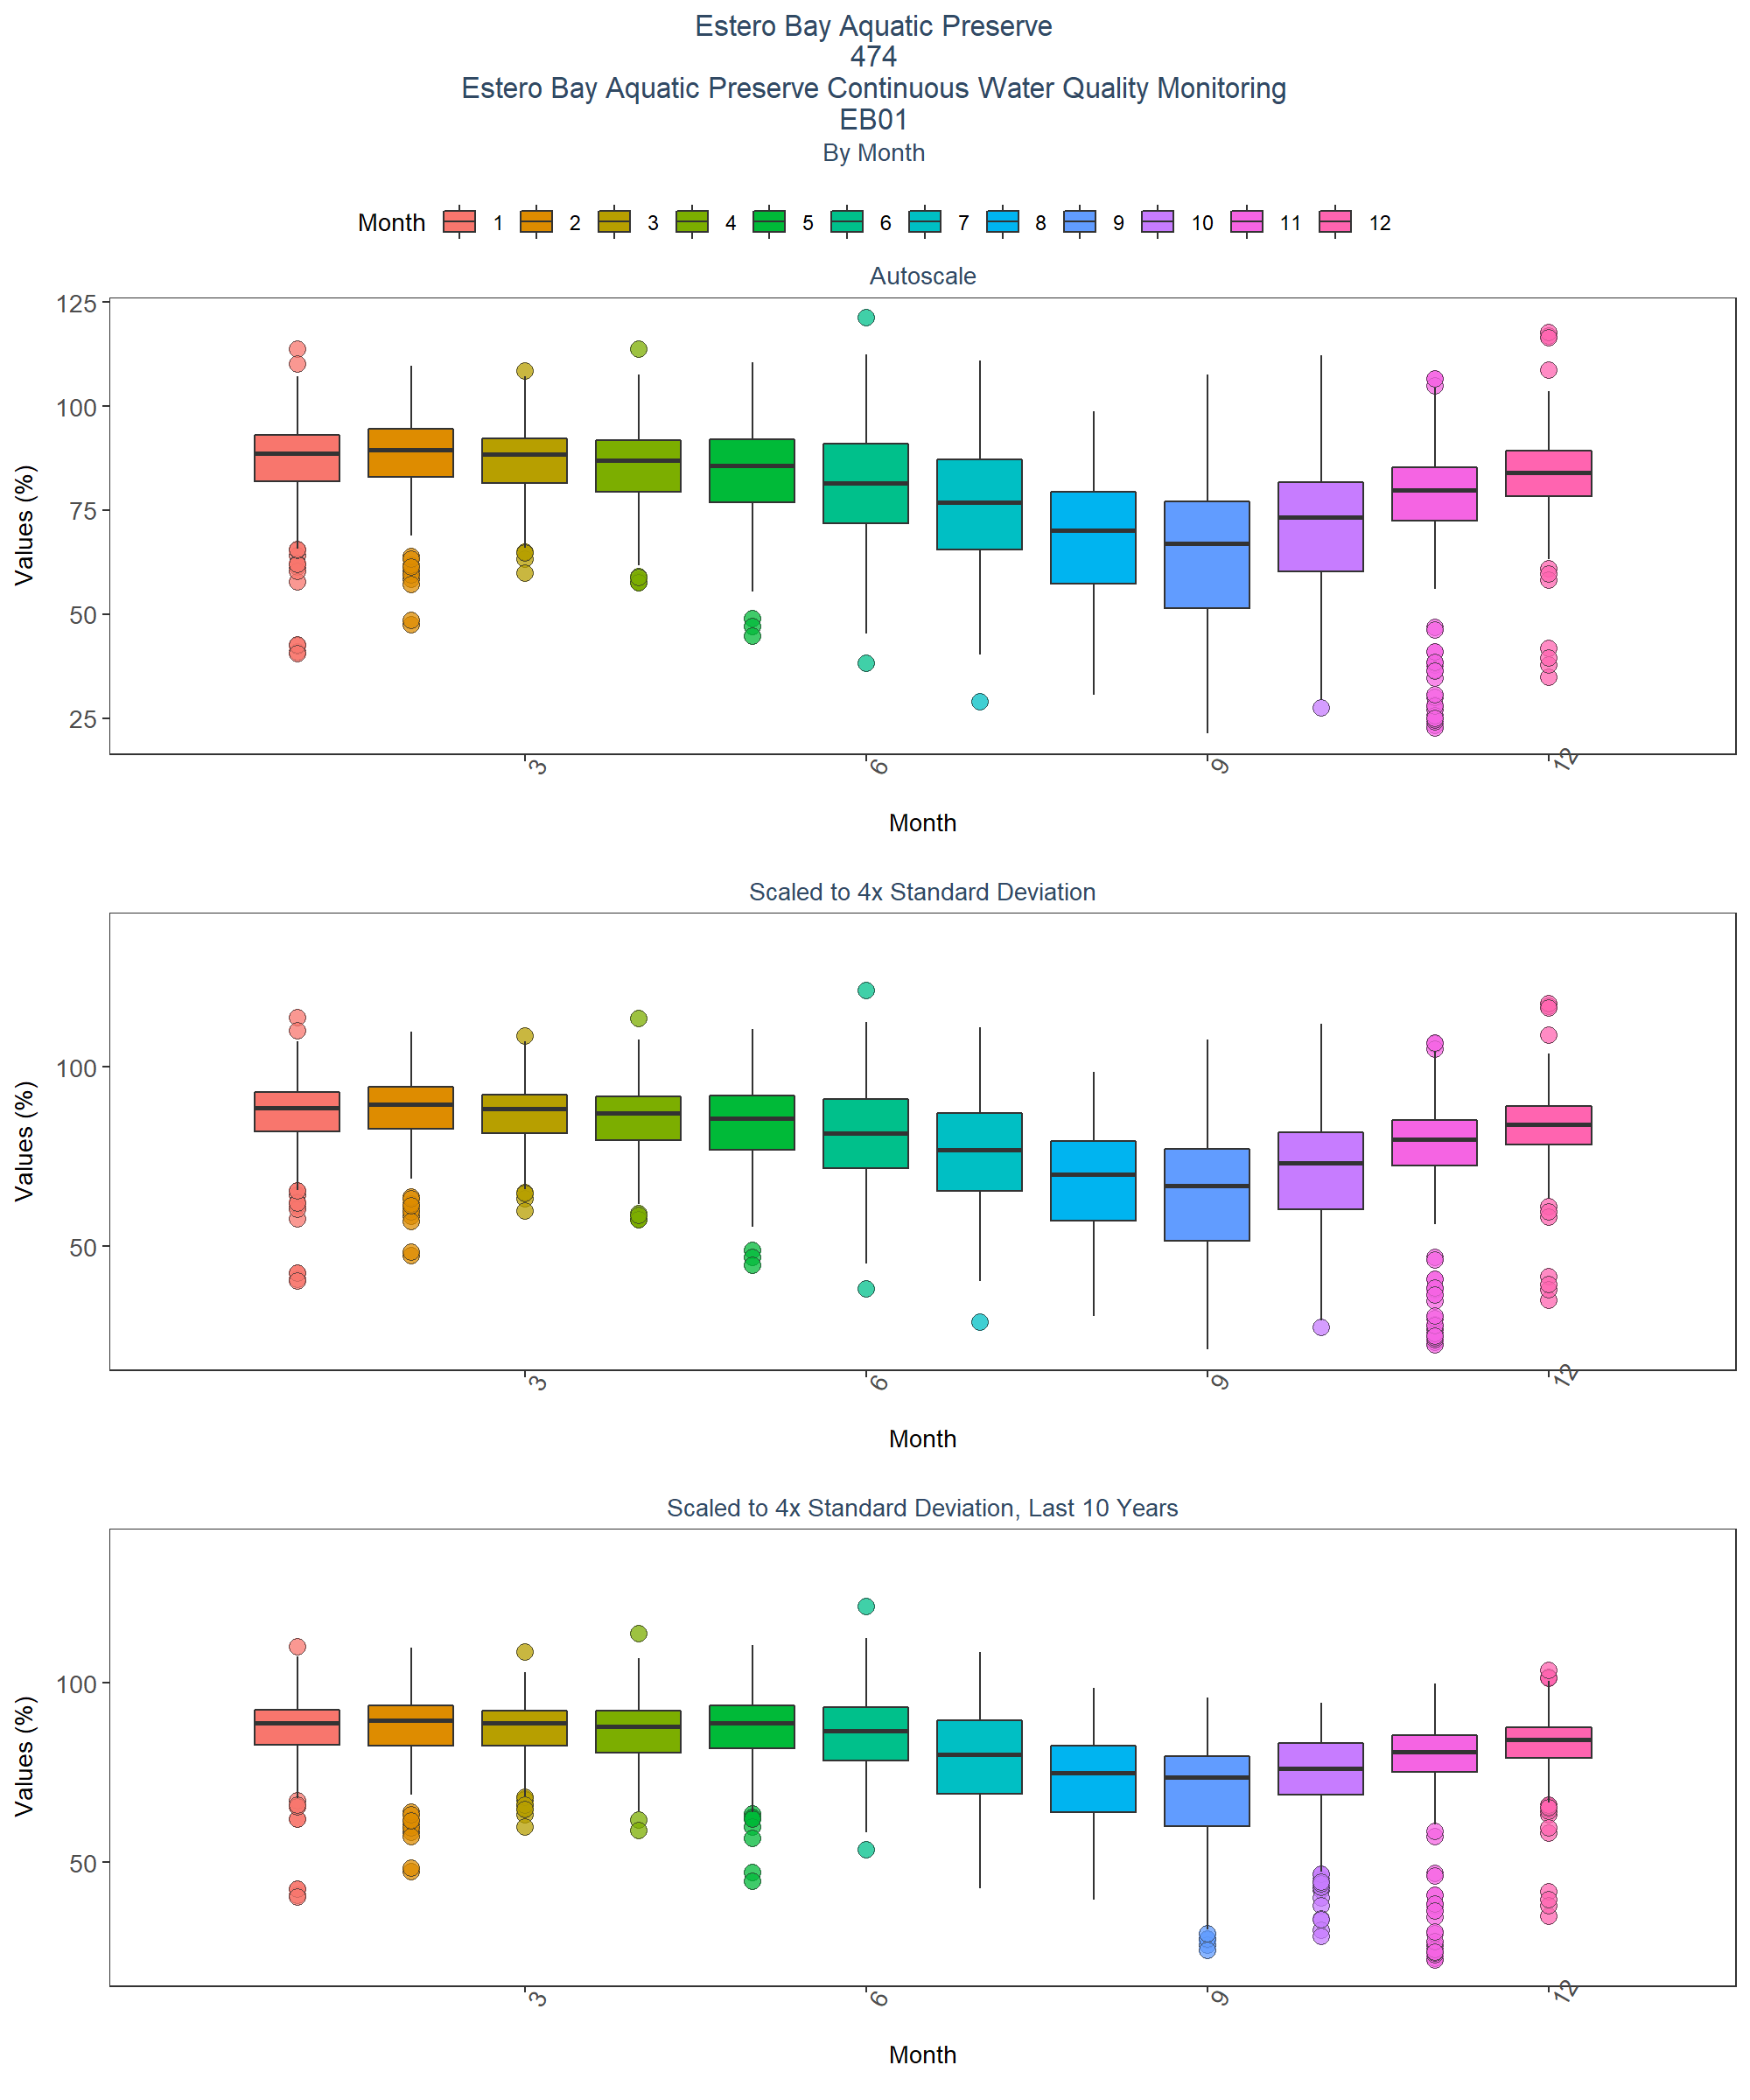 Estero Bay Aquatic Preserve
474
Estero Bay Aquatic Preserve Continuous Water Quality Monitoring
EB01
By Month
Month 1 2 3 4 5 6 7 8 9 10 11 12
Autoscale
125
100
75
50
25
Values (%)
3 6 9 12
Month
Scaled to 4x Standard Deviation
100
50
Values (%)
3 6 9 12
Month
Scaled to 4x Standard Deviation, Last 10 Years
100
50
Values (%)
3 6 9 12
Month